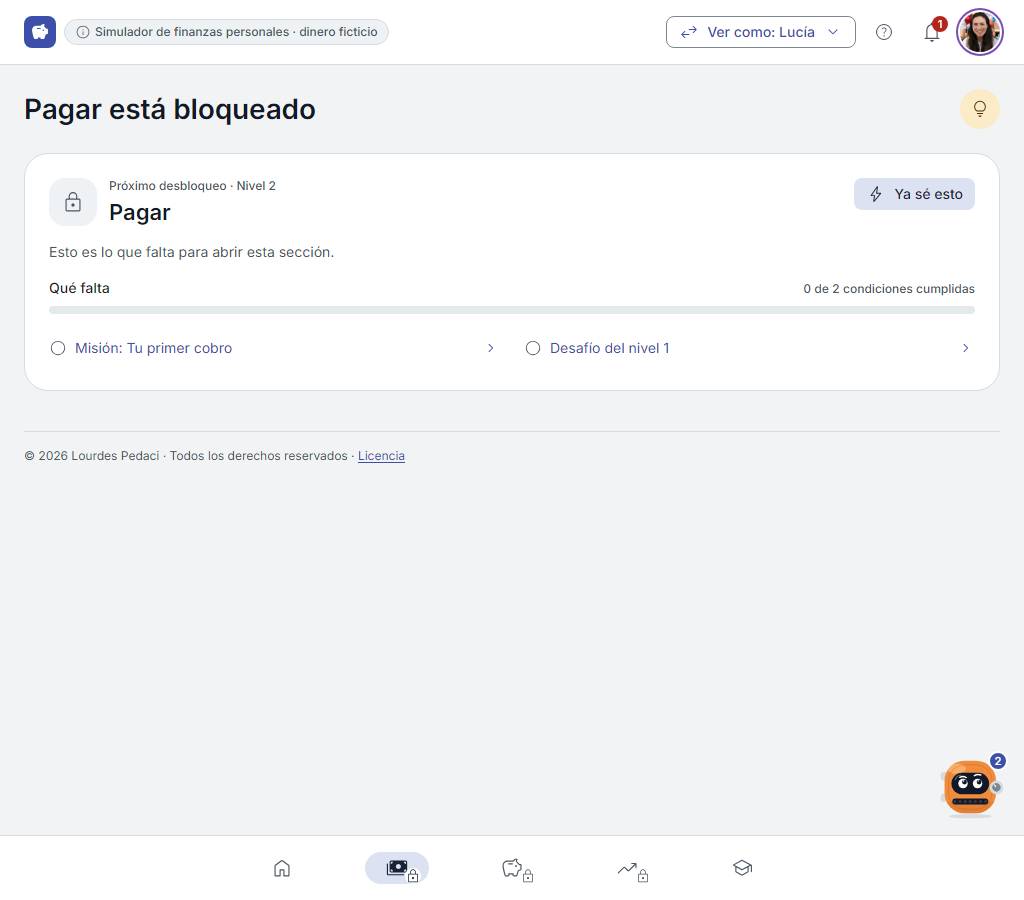 Simulador de finanzas personales · dinero ficticio
Ver como: Lucía
1
Pagar está bloqueado
Próximo desbloqueo · Nivel 2
Pagar
Ya sé esto
Esto es lo que falta para abrir esta sección.
Qué falta
0 de 2 condiciones cumplidas
Misión: Tu primer cobro
Desafío del nivel 1
© 2026 Lourdes Pedaci · Todos los derechos reservados · Licencia
2